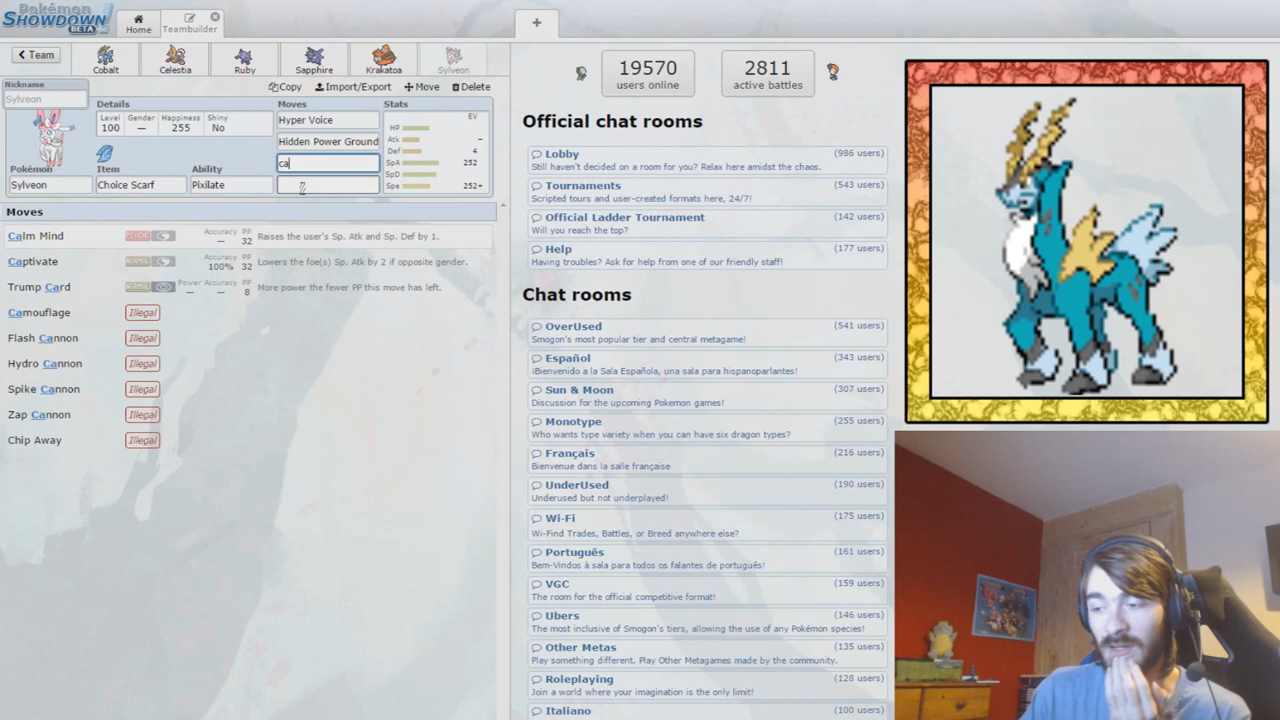 Pokémon
SHOWDOWN!
BETA
Home
Teambuilder
+
< Team
Cobalt
Celestia
Ruby
Sapphire
Krakatoa
Sylveon
Copy
Import/Export
Move
Delete
Nickname
Sylveon
Details
Level
100
Gender
—
Happiness
255
Shiny
No
Pokémon
Sylveon
Item
Choice Scarf
Ability
Pixilate
Moves
Hyper Voice
Hidden Power Ground
ca
Stats
EV
HP
Atk –
Def 4
SpA 252
SpD
Spe 252+
Moves
Calm Mind PSYCHC Accuracy — PP 32 Raises the user's Sp. Atk and Sp. Def by 1.
Captivate NORMAL Accuracy 100% PP 32 Lowers the foe(s) Sp. Atk by 2 if opposite gender.
Trump Card NORMAL Power — Accuracy — PP 8 More power the fewer PP this move has left.
Camouflage Illegal
Flash Cannon Illegal
Hydro Cannon Illegal
Spike Cannon Illegal
Zap Cannon Illegal
Chip Away Illegal
19570
users online
2811
active battles
Official chat rooms
Lobby (986 users)
Still haven't decided on a room for you? Relax here amidst the chaos.
Tournaments (543 users)
Scripted tours and user-created formats here, 24/7!
Official Ladder Tournament (142 users)
Will you reach the top?
Help (177 users)
Having troubles? Ask for help from one of our friendly staff!
Chat rooms
OverUsed (541 users)
Smogon's most popular tier and central metagame!
Español (343 users)
¡Bienvenido a la Sala Española, una sala para hispanoparlantes!
Sun & Moon (307 users)
Discussion for the upcoming Pokemon games!
Monotype (255 users)
Who wants type variety when you can have six dragon types?
Français (216 users)
Bienvenue dans la salle française
UnderUsed (190 users)
Underused but not underplayed!
Wi-Fi (175 users)
Wi-Find Trades, Battles, or Breed anywhere else?
Português (161 users)
Bem-Vindos à sala para todos os falantes de português!
VGC (159 users)
The room for the official competitive format!
Ubers (146 users)
The most inclusive of Smogon's tiers, allowing the use of any Pokémon species!
Other Metas (135 users)
Play something different. Play Other Metagames made by the community.
Roleplaying (128 users)
Join a world where your imagination is the only limit!
Italiano (100 users)